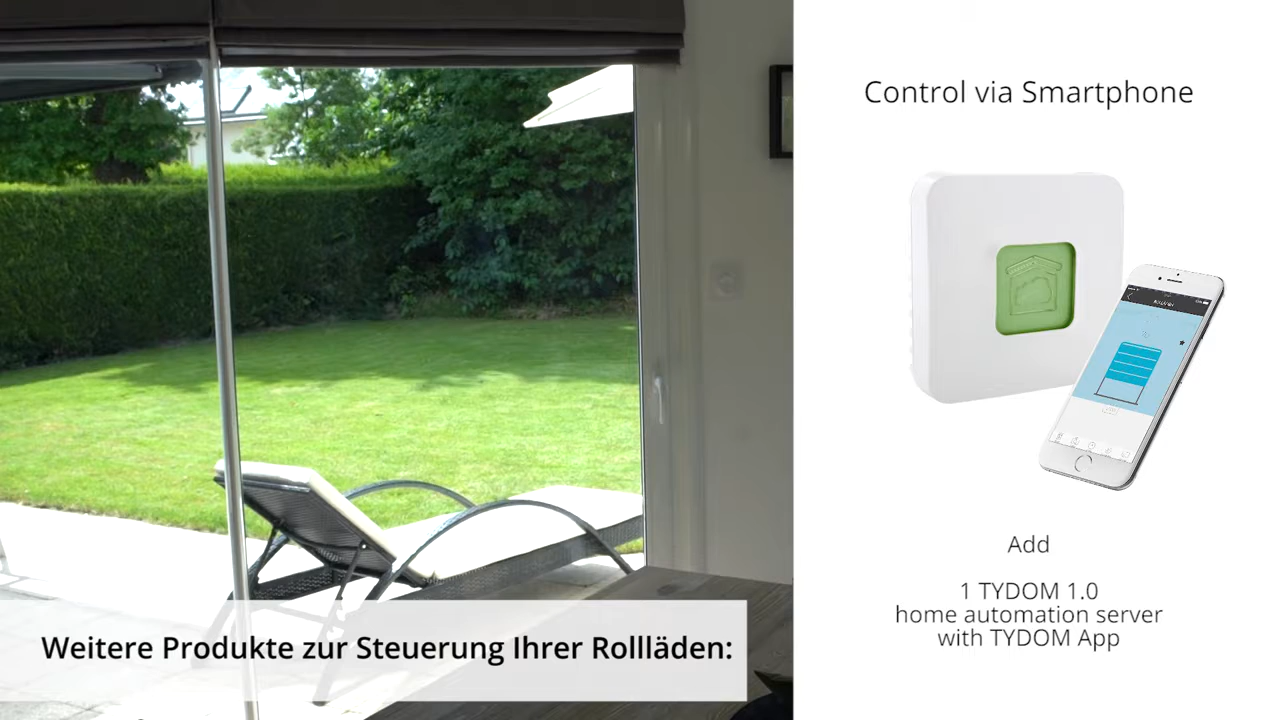 Control via Smartphone
Add
1 TYDOM 1.0
home automation server
with TYDOM App
Weitere Produkte zur Steuerung Ihrer Rollläden: